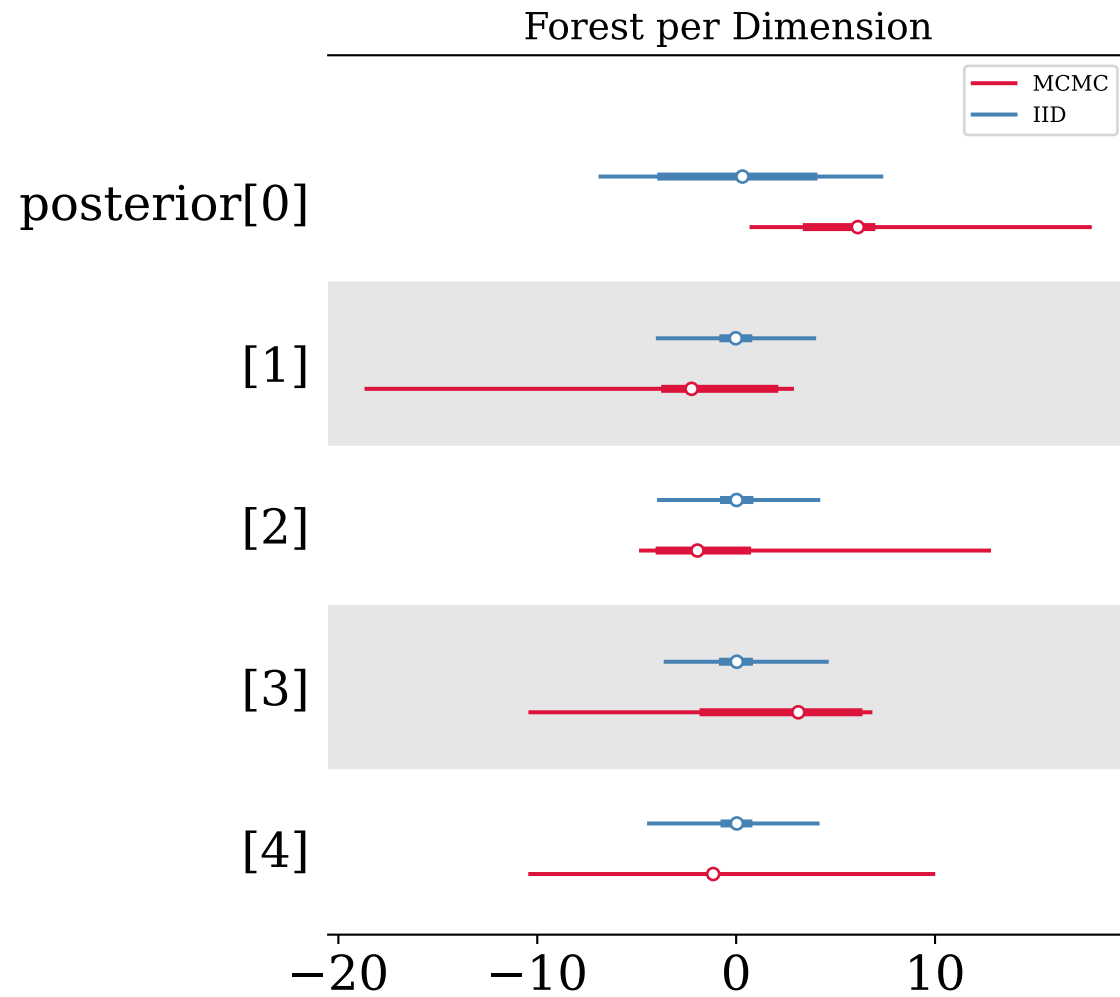 Forest per Dimension
MCMC
IID
posterior[0]
[1]
[2]
[3]
[4]
−20 −10 0 10